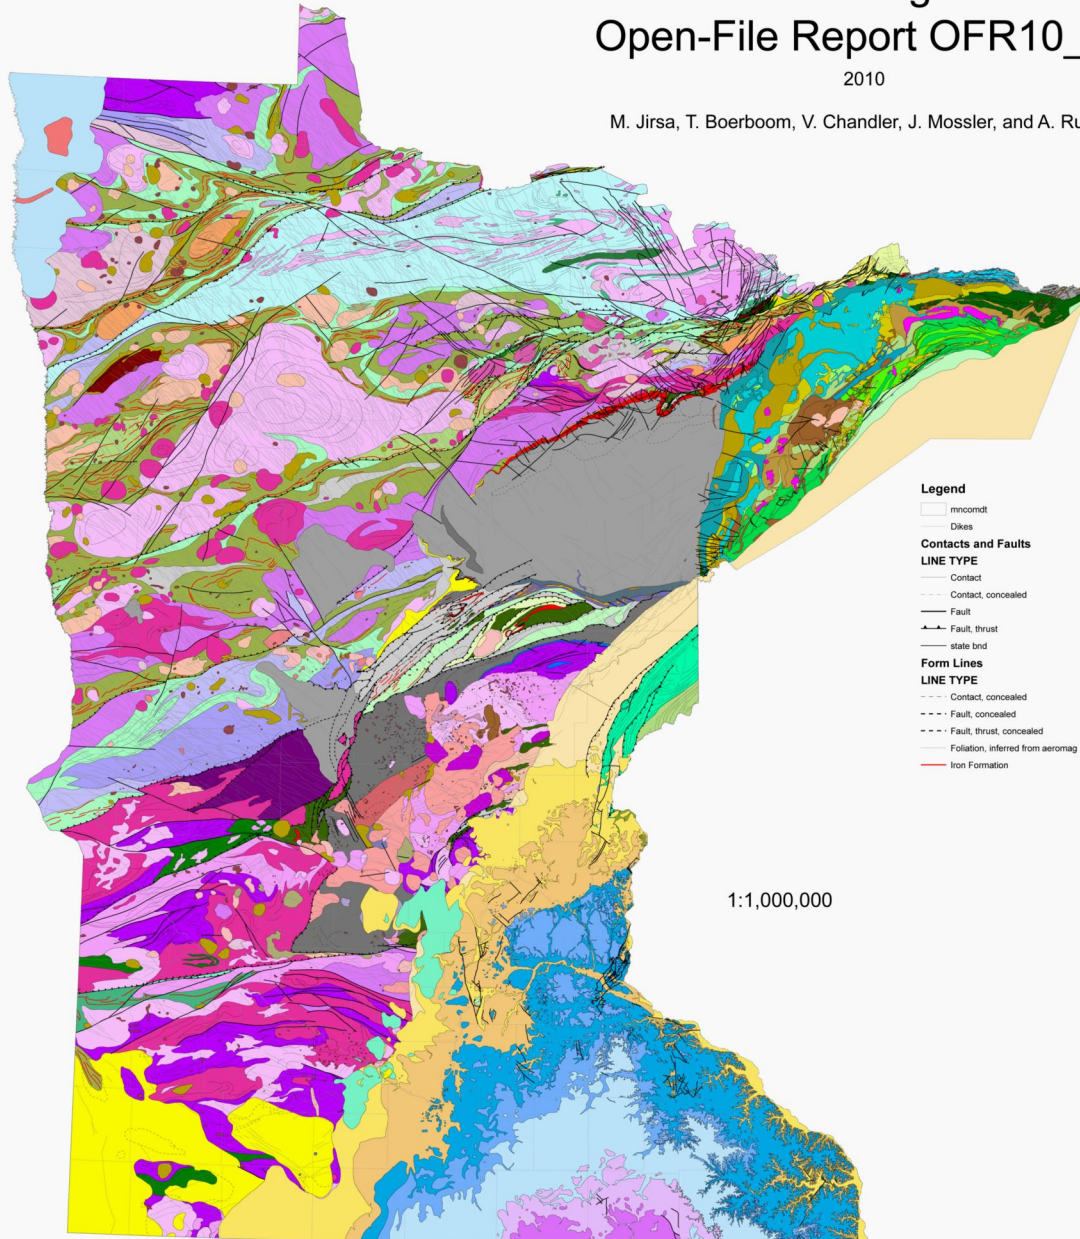 Open-File Report OFR10_
2010
M. Jirsa, T. Boerboom, V. Chandler, J. Mossler, and A. Ru
Legend
mncomdt
Dikes
Contacts and Faults
LINE TYPE
Contact
Contact, concealed
Fault
Fault, thrust
state bnd
Form Lines
LINE TYPE
Contact, concealed
Fault, concealed
Fault, thrust, concealed
Foliation, inferred from aeromag
Iron Formation
1:1,000,000